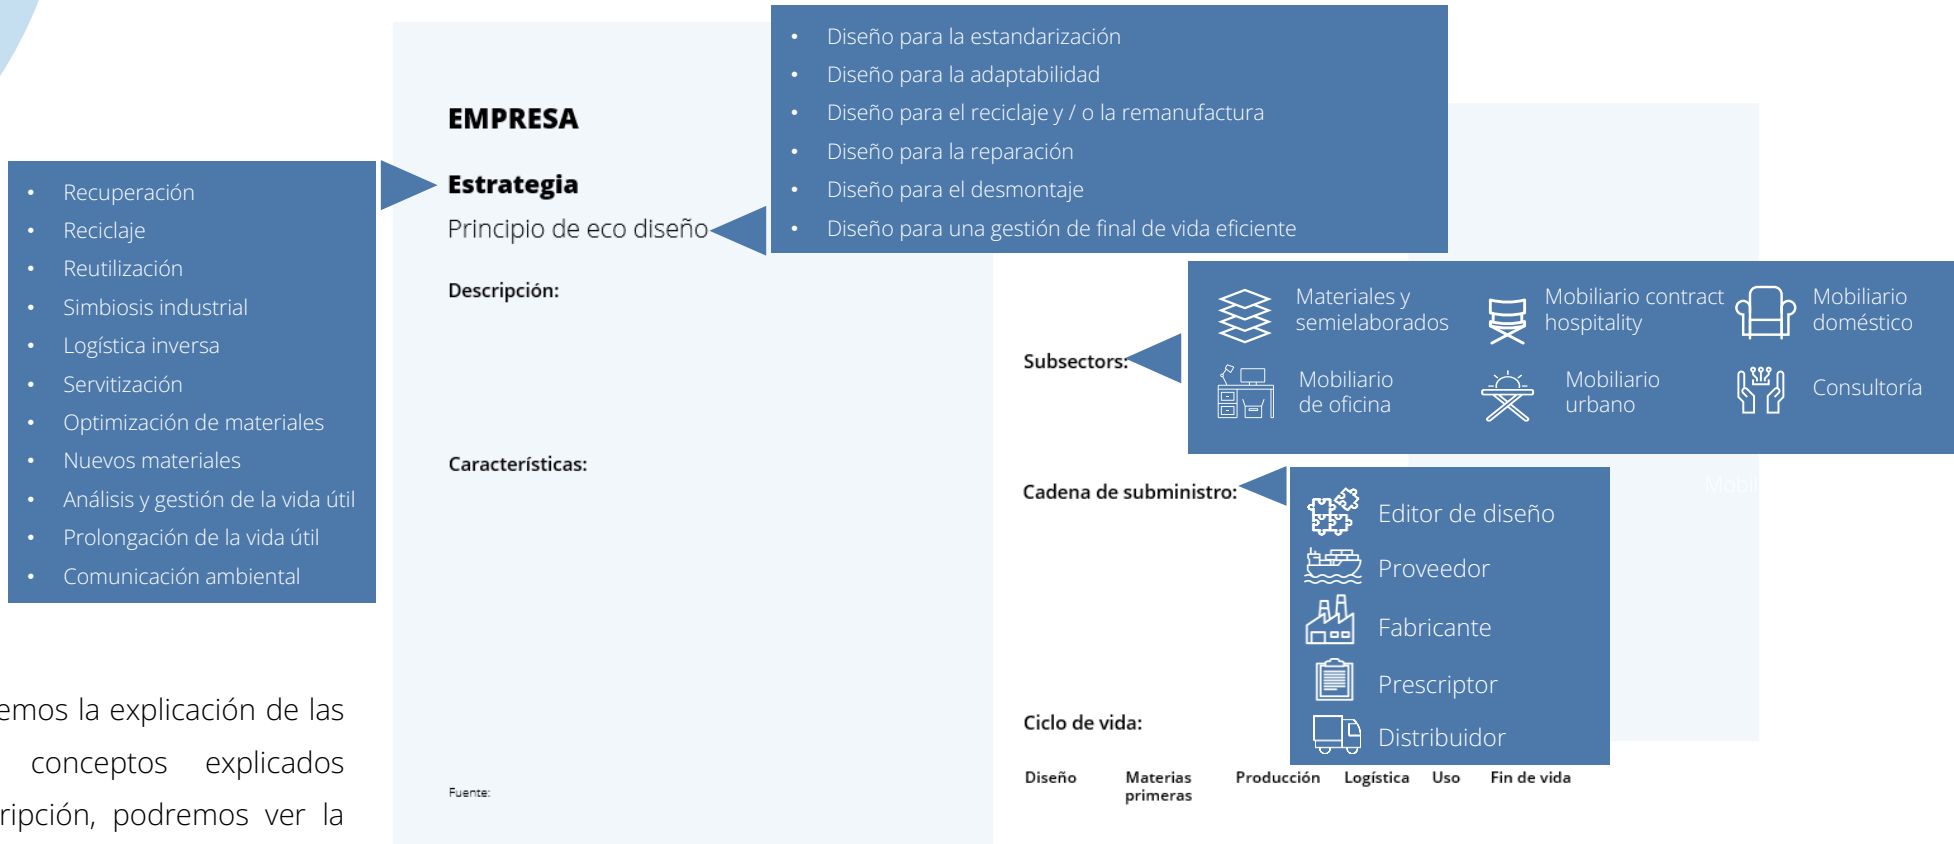 • Diseño para la estandarización
• Diseño para la adaptabilidad
• Diseño para el reciclaje y / o la remanufactura
• Diseño para la reparación
• Diseño para el desmontaje
• Diseño para una gestión de final de vida eficiente
EMPRESA
Estrategia
Principio de eco diseño
• Recuperación
• Reciclaje
• Reutilización
• Simbiosis industrial
• Logística inversa
• Servitización
• Optimización de materiales
• Nuevos materiales
• Análisis y gestión de la vida útil
• Prolongación de la vida útil
• Comunicación ambiental
Descripción:
Características:
Fuente:
Subsectors:
Materiales y
semielaborados
Mobiliario contract
hospitality
Mobiliario
doméstico
Mobiliario
de oficina
Mobiliario
urbano
Consultoría
Mobil
Cadena de subministro:
Editor de diseño
Proveedor
Fabricante
Prescriptor
Distribuidor
Ciclo de vida:
Diseño
Materias
primeras
Producción
Logística
Uso
Fin de vida
emos la explicación de las
conceptos explicados
ripción, podremos ver la